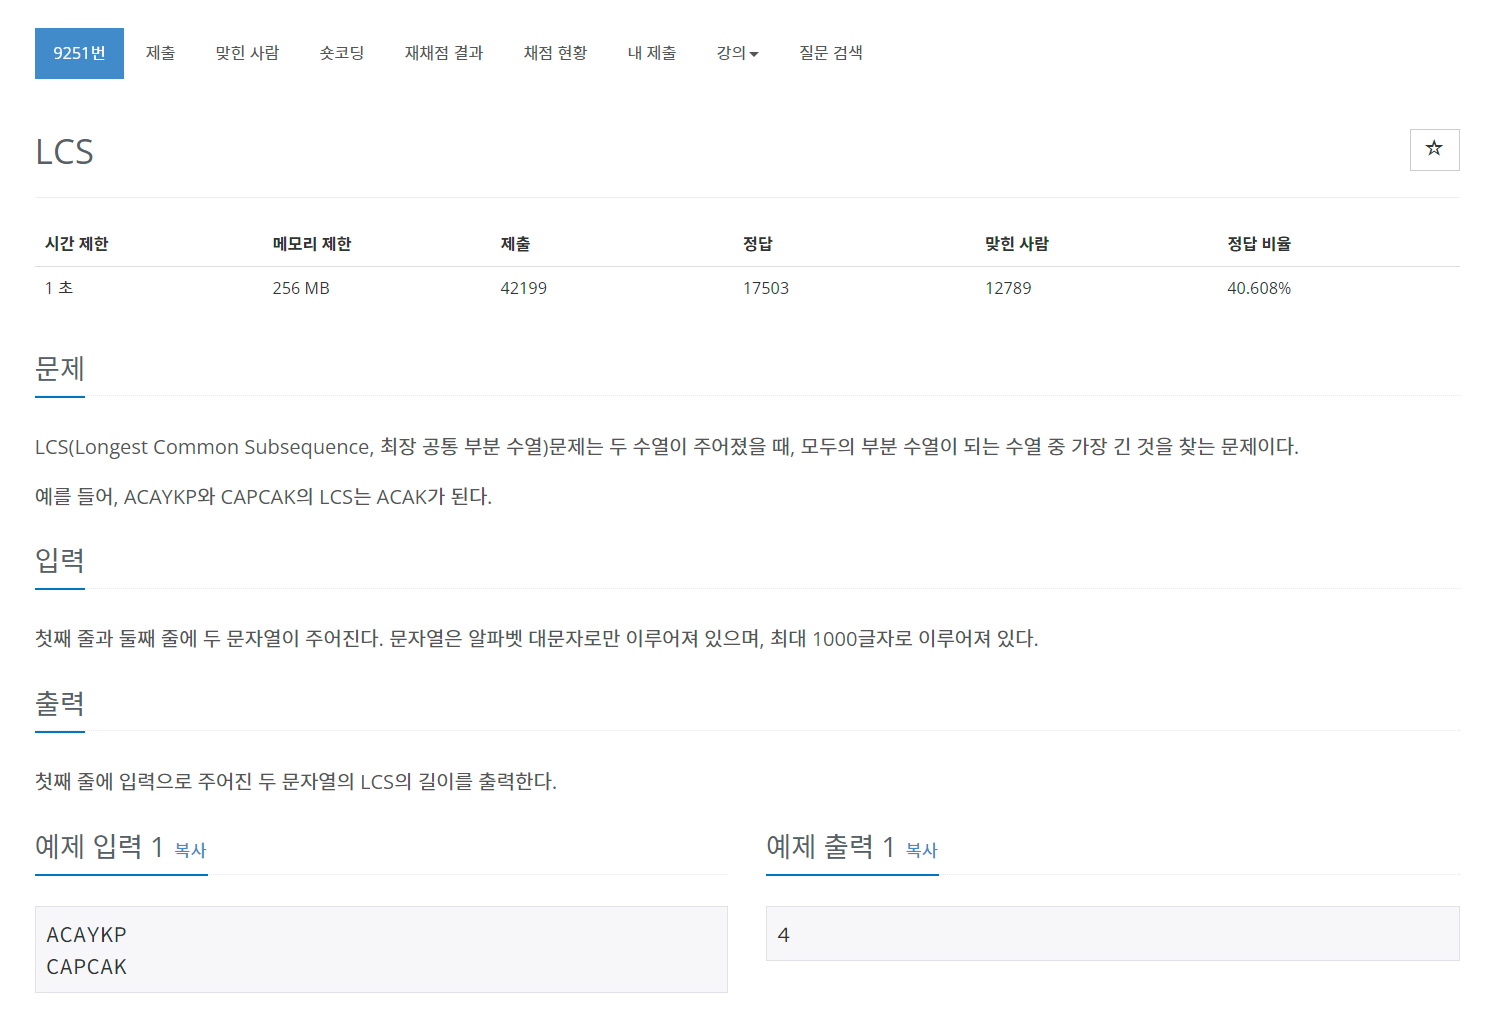 9251번 제출 맞힌 사람 숏코딩 재채점 결과 채점 현황 내 제출 강의 질문 검색
LCS
시간 제한 메모리 제한 제출 정답 맞힌 사람 정답 비율
1 초 256 MB 42199 17503 12789 40.608%
문제
LCS(Longest Common Subsequence, 최장 공통 부분 수열)문제는 두 수열이 주어졌을 때, 모두의 부분 수열이 되는 수열 중 가장 긴 것을 찾는 문제이다.
예를 들어, ACAYKP와 CAPCAK의 LCS는 ACAK가 된다.
입력
첫째 줄과 둘째 줄에 두 문자열이 주어진다. 문자열은 알파벳 대문자로만 이루어져 있으며, 최대 1000글자로 이루어져 있다.
출력
첫째 줄에 입력으로 주어진 두 문자열의 LCS의 길이를 출력한다.
예제 입력 1 복사
ACAYKP
CAPCAK
예제 출력 1 복사
4